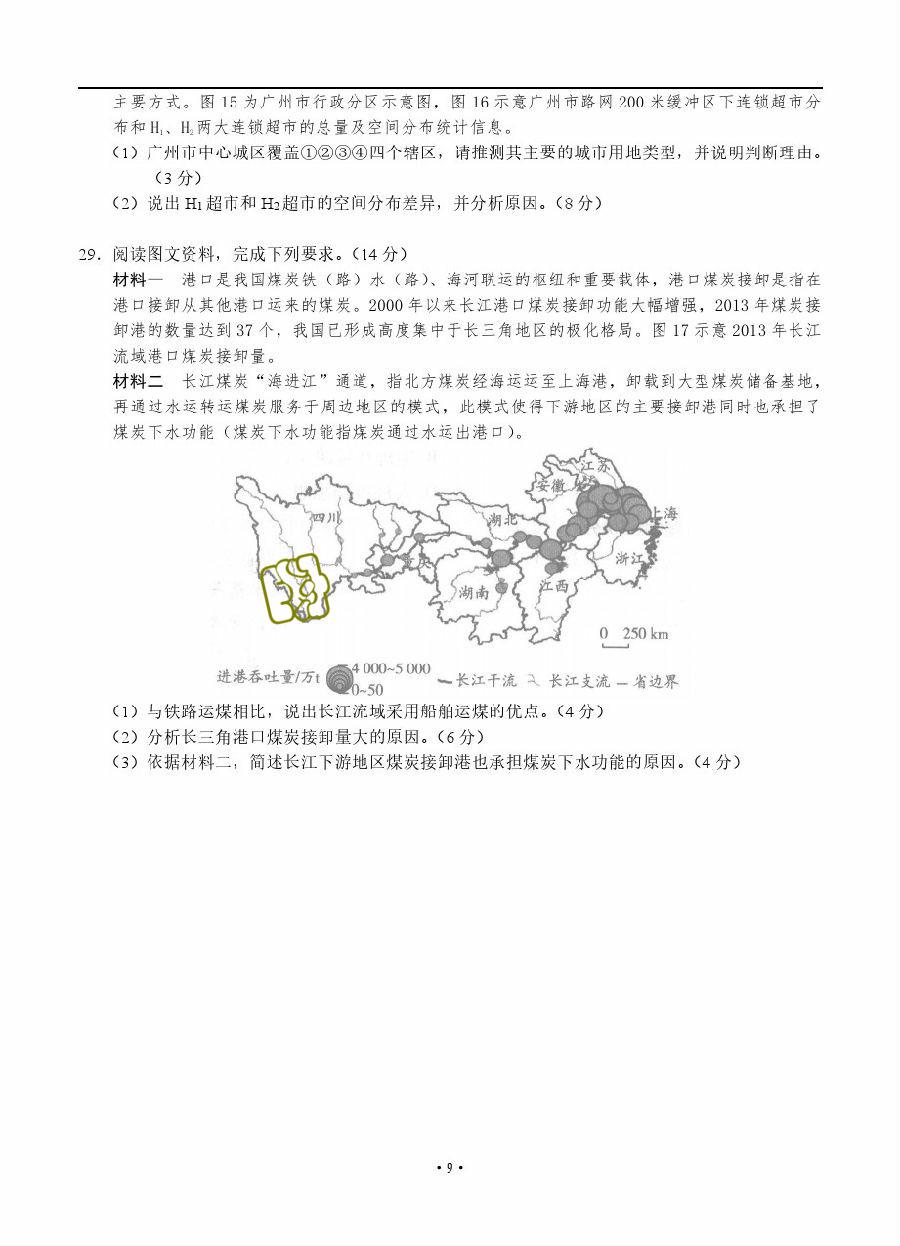 主要方式。图 15 为广州市行政分区示意图，图 16 示意广州市路网 200 米缓冲区下连锁超市分
布和 H₁、H₂ 两大连锁超市的总量及空间分布统计信息。
（1）广州市中心城区覆盖①②③④四个辖区，请推测其主要的城市用地类型，并说明判断理由。
（3 分）
（2）说出 H1 超市和 H2 超市的空间分布差异，并分析原因。（8 分）
29．阅读图文资料，完成下列要求。（14 分）
材料一 港口是我国煤炭铁（路）水（路）、海河联运的枢纽和重要载体，港口煤炭接卸是指在
港口接卸从其他港口运来的煤炭。2000 年以来长江港口煤炭接卸功能大幅增强，2013 年煤炭接
卸港的数量达到 37 个，我国已形成高度集中于长三角地区的极化格局。图 17 示意 2013 年长江
流域港口煤炭接卸量。
材料二 长江煤炭“海进江”通道，指北方煤炭经海运运至上海港，卸载到大型煤炭储备基地，
再通过水运转运煤炭服务于周边地区的模式，此模式使得下游地区的主要接卸港同时也承担了
煤炭下水功能（煤炭下水功能指煤炭通过水运出港口）。
江苏
安徽
四川
湖北
上海
浙江
湖南
江西
0 250 km
进港吞吐量/万t
4 000~5 000
0~50
长江干流 长江支流 省边界
（1）与铁路运煤相比，说出长江流域采用船舶运煤的优点。（4 分）
（2）分析长三角港口煤炭接卸量大的原因。（6 分）
（3）依据材料二，简述长江下游地区煤炭接卸港也承担煤炭下水功能的原因。（4 分）
·9·